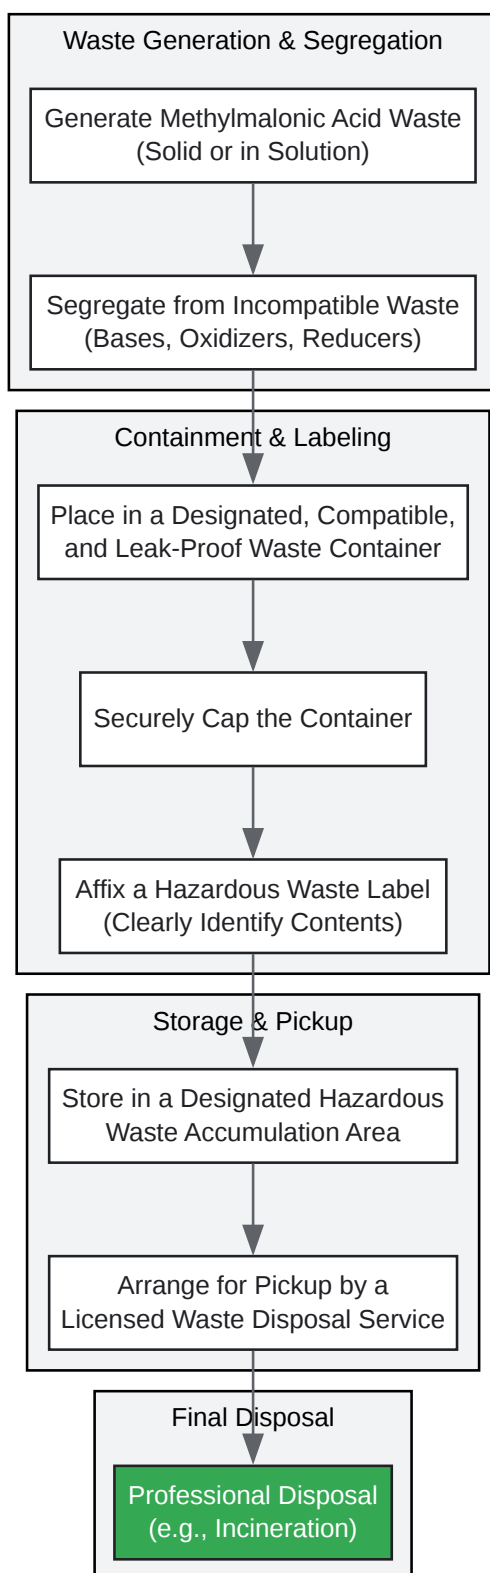 Waste Generation & Segregation
Generate Methylmalonic Acid Waste
(Solid or in Solution)
Segregate from Incompatible Waste
(Bases, Oxidizers, Reducers)
Containment & Labeling
Place in a Designated, Compatible,
and Leak-Proof Waste Container
Securely Cap the Container
Affix a Hazardous Waste Label
(Clearly Identify Contents)
Storage & Pickup
Store in a Designated Hazardous
Waste Accumulation Area
Arrange for Pickup by a
Licensed Waste Disposal Service
Final Disposal
Professional Disposal
(e.g., Incineration)